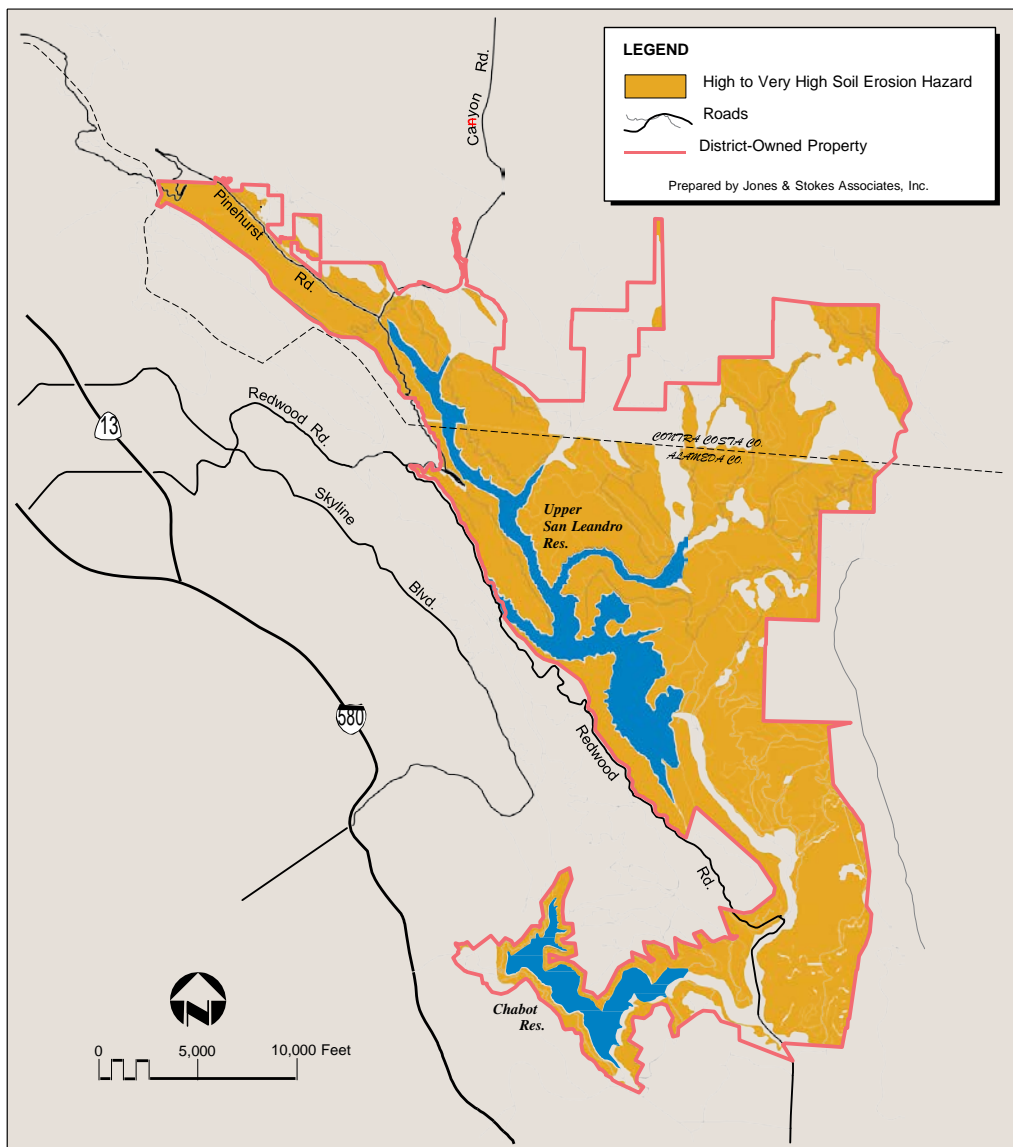 LEGEND
High to Very High Soil Erosion Hazard
Roads
District-Owned Property
Prepared by Jones & Stokes Associates, Inc.
Canyon Rd.
Pinehurst
Rd.
Redwood Rd.
13
CONTRA COSTA CO.
ALAMEDA CO.
Skyline
Blvd.
Upper
San Leandro
Res.
580
Redwood
Rd.
Chabot
Res.
N
0 5,000 10,000 Feet